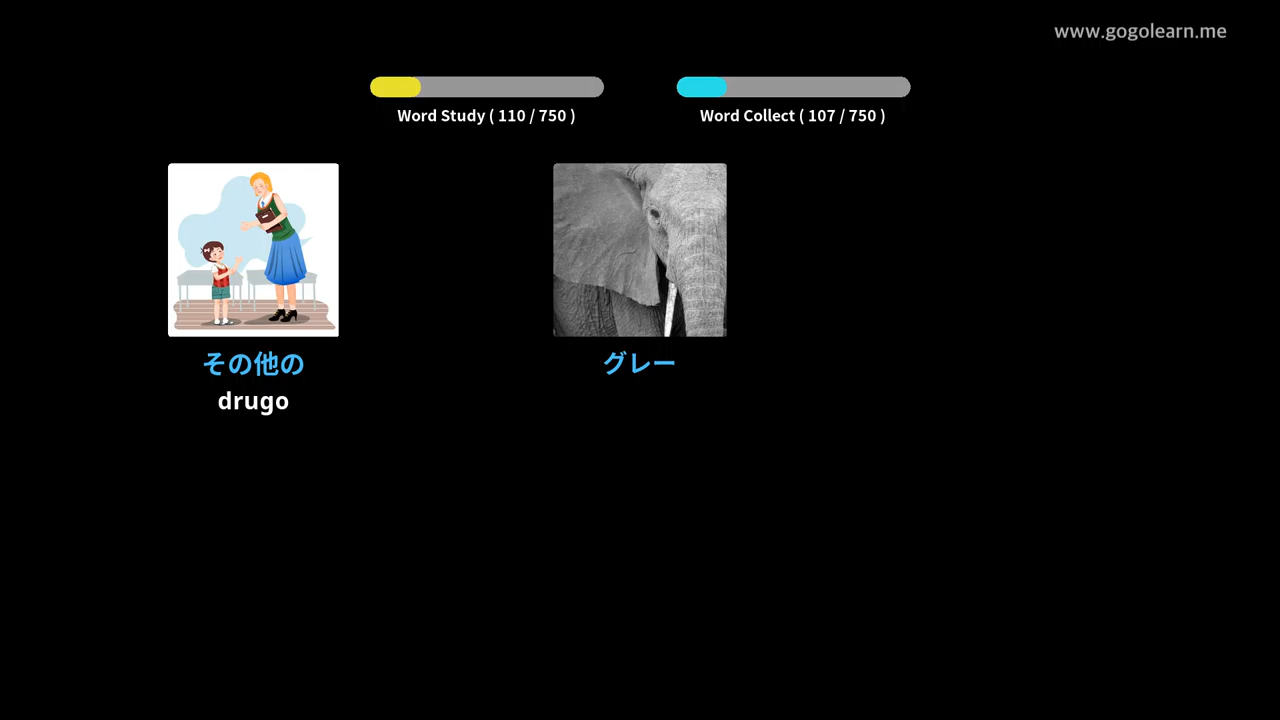 www.gogolearn.me
Word Study ( 110 / 750 )
Word Collect ( 107 / 750 )
その他の
drugo
グレー